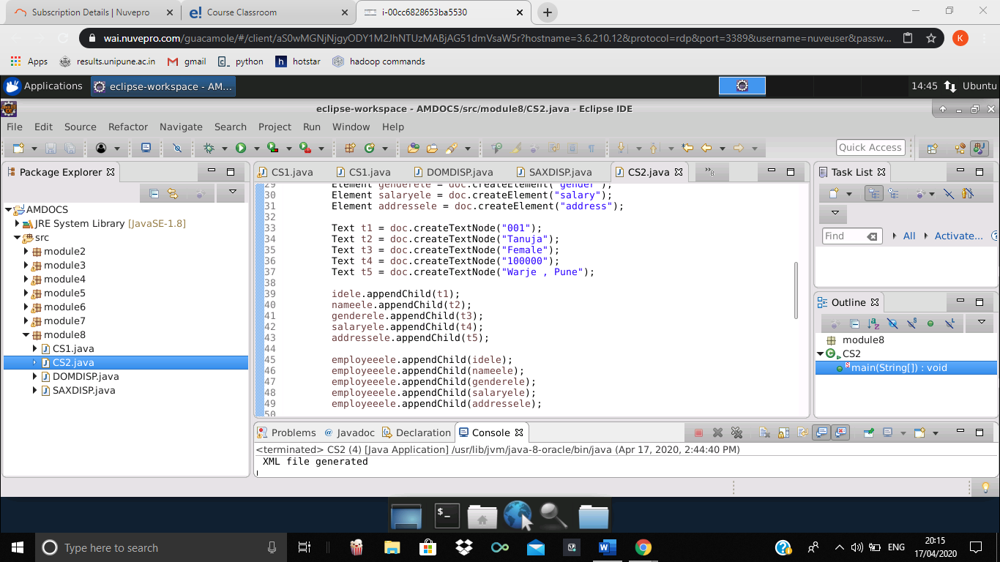 Subscription Details | Nuvepro
Course Classroom
i-00cc6828653ba5530
wai.nuvepro.com/guacamole/#/client/aS0wMGNjNjgyODY1M2JhNTUzMABjAG51dmVsaW5r?hostname=3.6.210.12&protocol=rdp&port=3389&username=nuveuser&passw...
K
Apps
results.unipune.ac.in
gmail
python
hotstar
hadoop commands
Applications
eclipse-workspace - AM...
14:45
Ubuntu
eclipse-workspace - AMDOCS/src/module8/CS2.java - Eclipse IDE
File Edit Source Refactor Navigate Search Project Run Window Help
Quick Access
Package Explorer
AMDOCS
JRE System Library [JavaSE-1.8]
src
module2
module3
module4
module5
module6
module7
module8
CS1.java
CS2.java
DOMDISP.java
SAXDISP.java
CS1.java CS1.java DOMDISP.java SAXDISP.java CS2.java »8
29 Element genderele = doc.createElement("gender");
30 Element salaryele = doc.createElement("salary");
31 Element addressele = doc.createElement("address");
32
33 Text t1 = doc.createTextNode("001");
34 Text t2 = doc.createTextNode("Tanuja");
35 Text t3 = doc.createTextNode("Female");
36 Text t4 = doc.createTextNode("100000");
37 Text t5 = doc.createTextNode("Warje , Pune");
38
39 idele.appendChild(t1);
40 nameele.appendChild(t2);
41 genderele.appendChild(t3);
42 salaryele.appendChild(t4);
43 addressele.appendChild(t5);
44
45 employeeele.appendChild(idele);
46 employeeele.appendChild(nameele);
47 employeeele.appendChild(genderele);
48 employeeele.appendChild(salaryele);
49 employeeele.appendChild(addressele);
50
Task List
Find
All
Activate...
Outline
module8
CS2
main(String[]) : void
Problems Javadoc Declaration Console
<terminated> CS2 (4) [Java Application] /usr/lib/jvm/java-8-oracle/bin/java (Apr 17, 2020, 2:44:40 PM)
XML file generated
Type here to search
ENG
20:15
17/04/2020